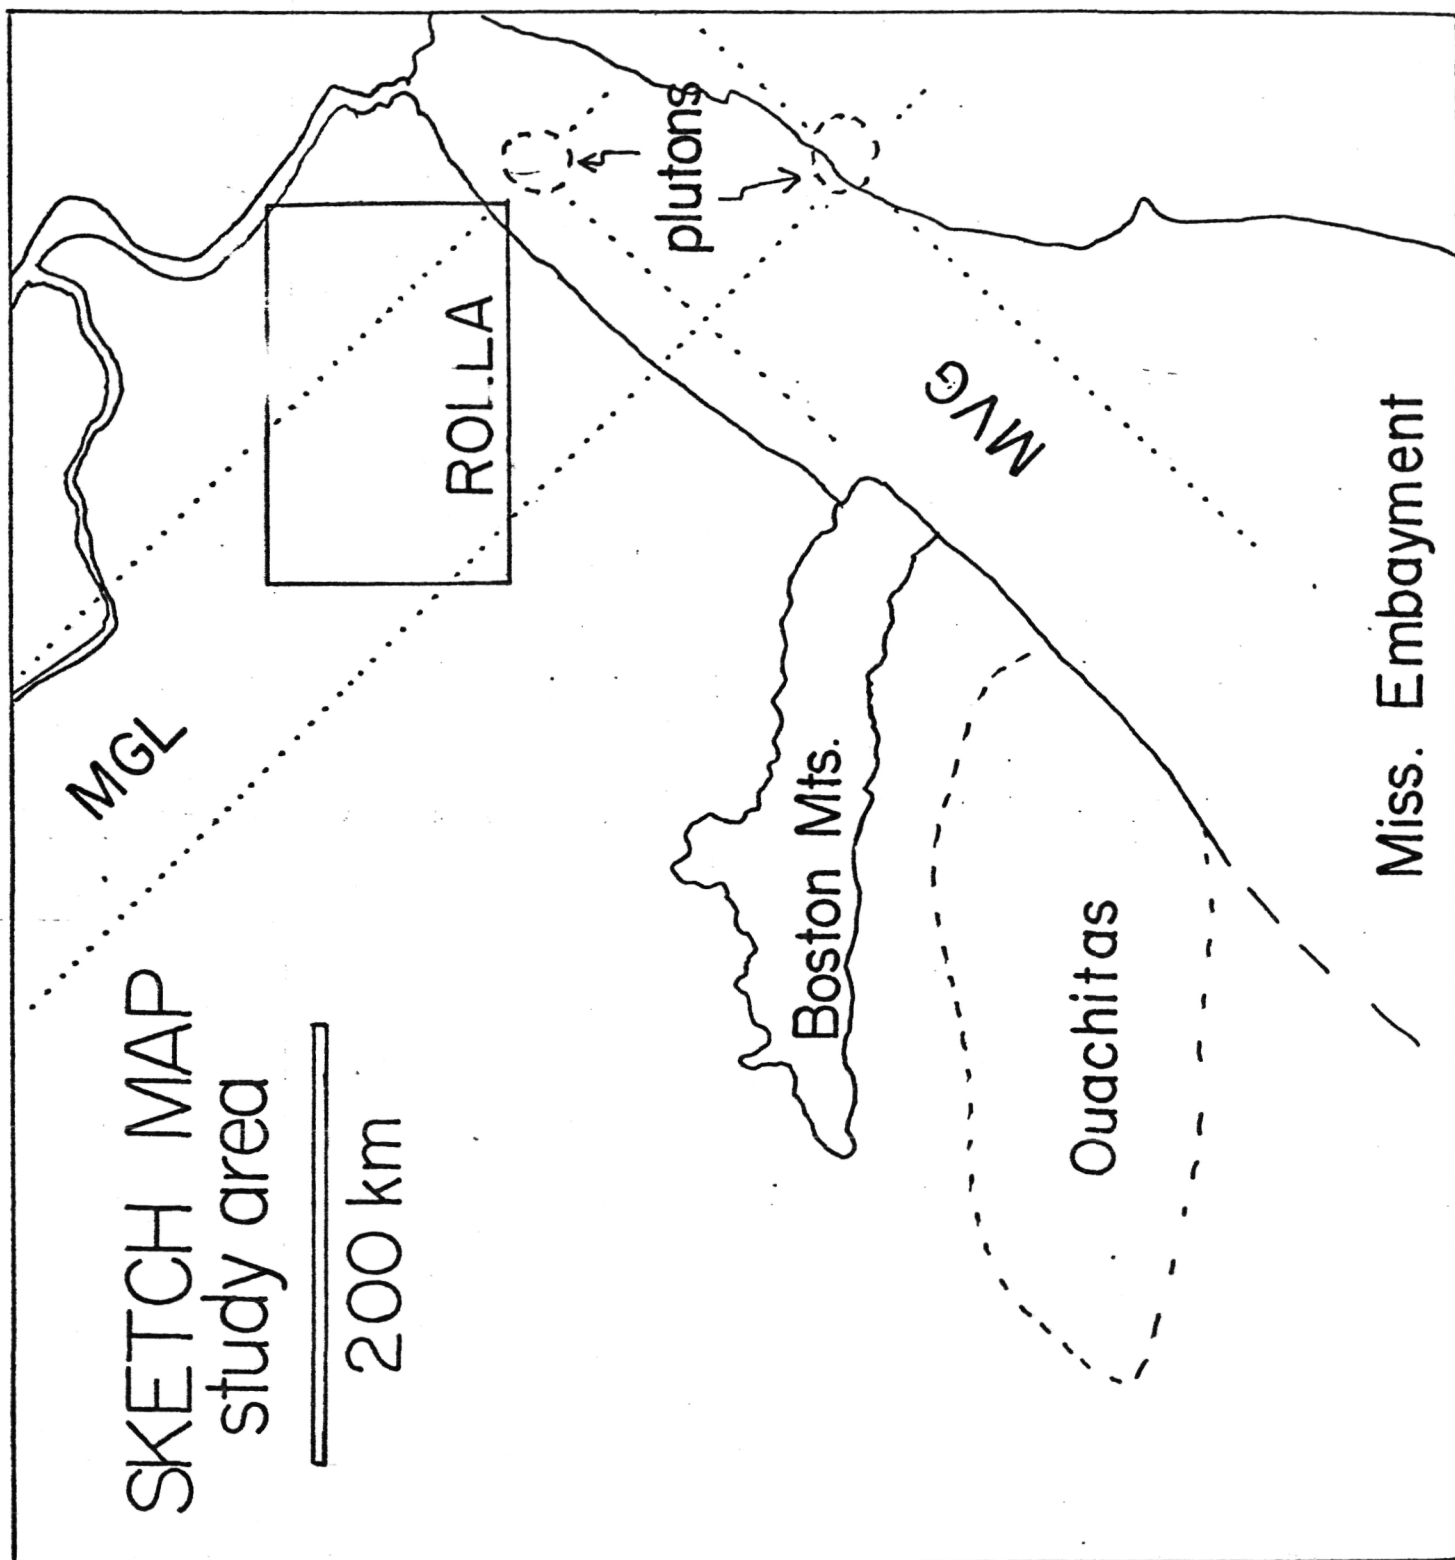 SKETCH MAP
study area
200 km
MGL
ROLLA
plutons
MVG
Boston Mts.
Ouachitas
Miss. Embayment